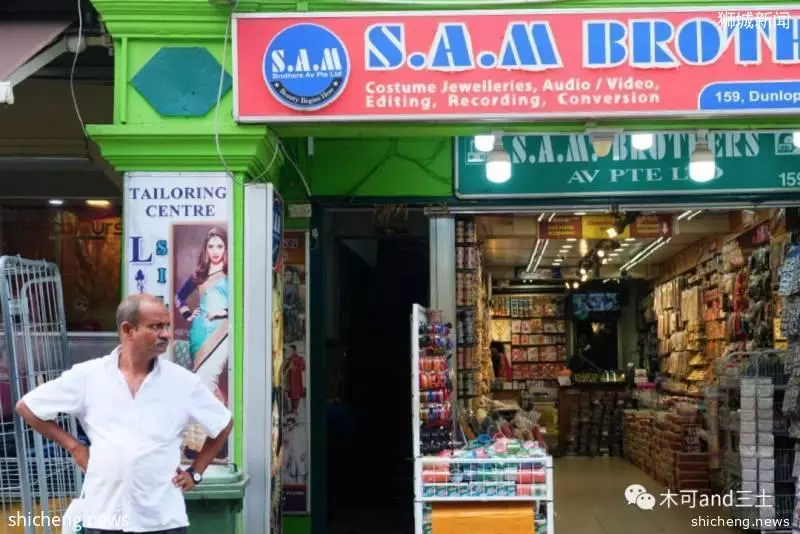 狮城新闻
S.A.M BROTH
S.A.M
Brothers Av Pte Ltd
Beauty Begins Here
Costume Jewelleries, Audio / Video,
Editing, Recording, Conversion
159, Dunlop
S.A.M. BROTHERS
AV PTE LTD
159
TAILORING
CENTRE
L
木可and三土
shicheng.news
shicheng.news